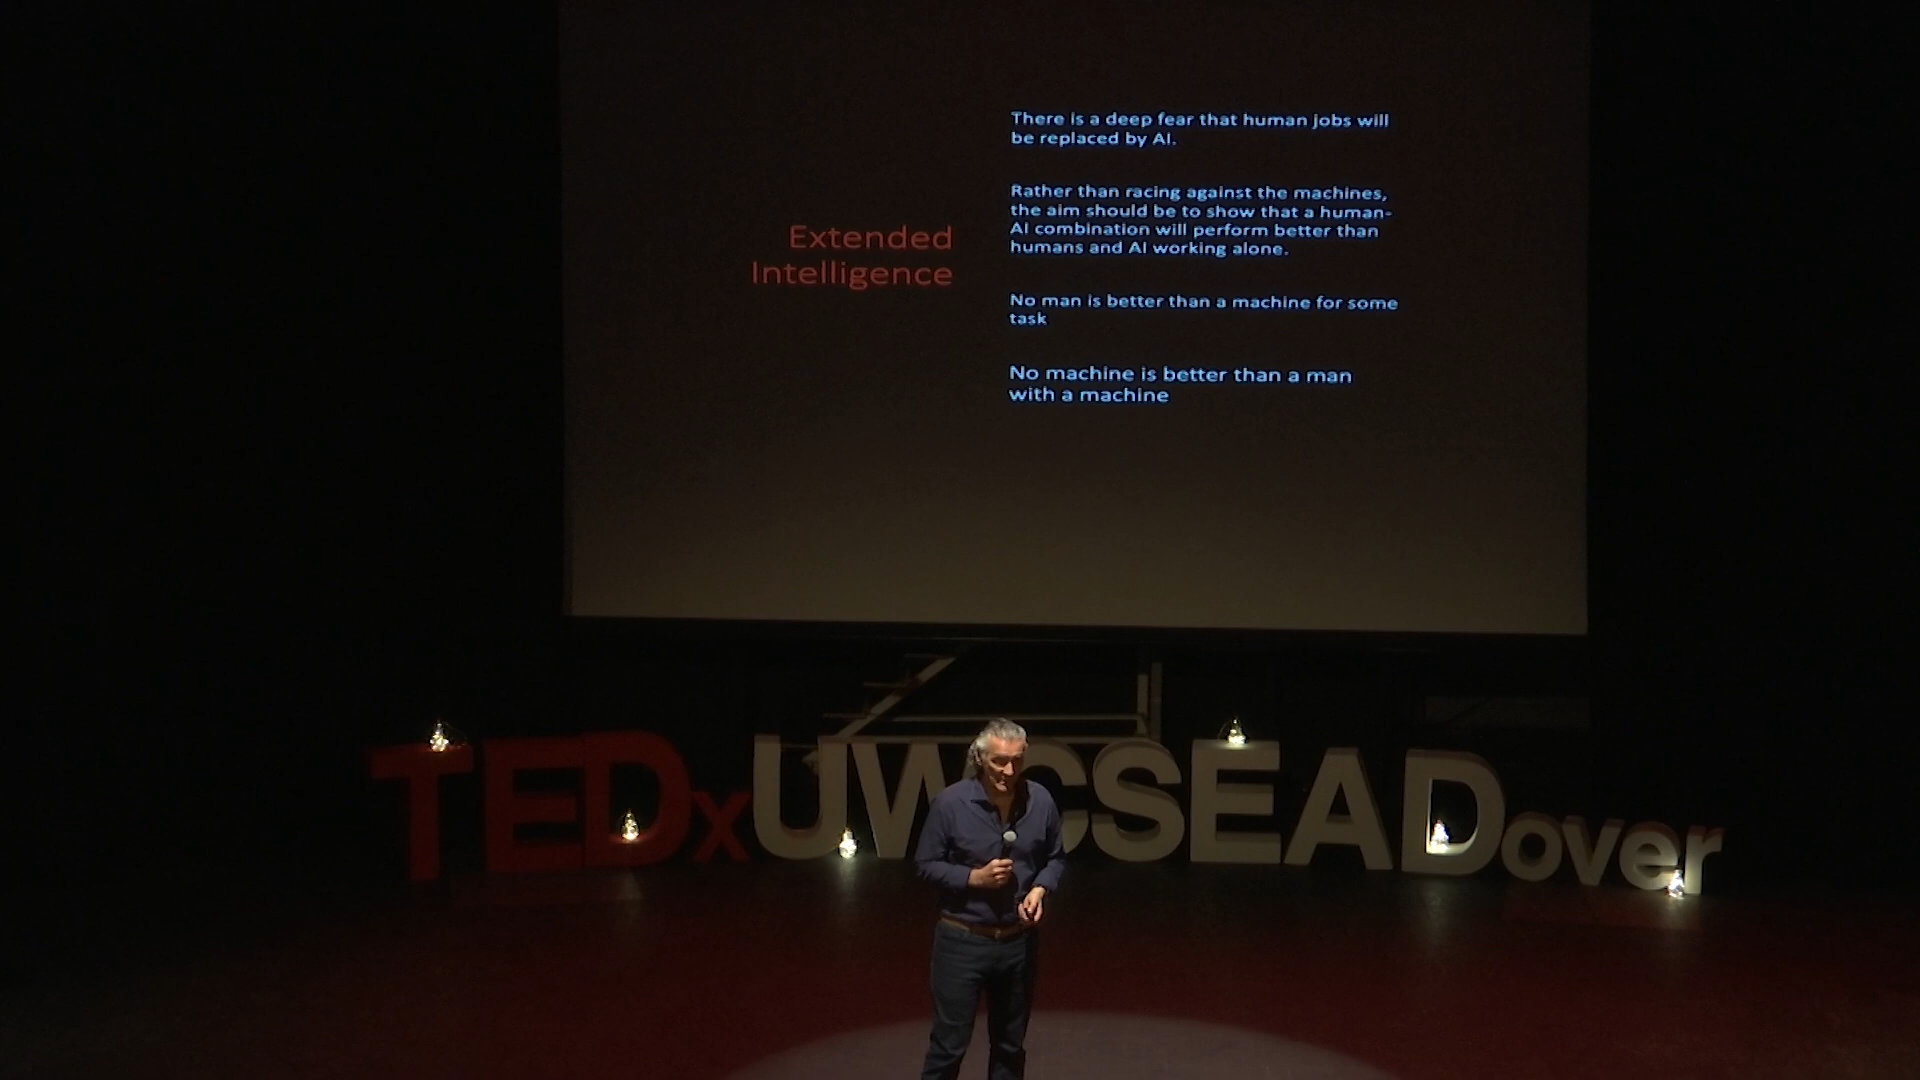 There is a deep fear that human jobs will
be replaced by AI.
Rather than racing against the machines,
the aim should be to show that a human-
AI combination will perform better than
humans and AI working alone.
Extended
Intelligence
No man is better than a machine for some
task
No machine is better than a man
with a machine
TEDxUWCSEADover